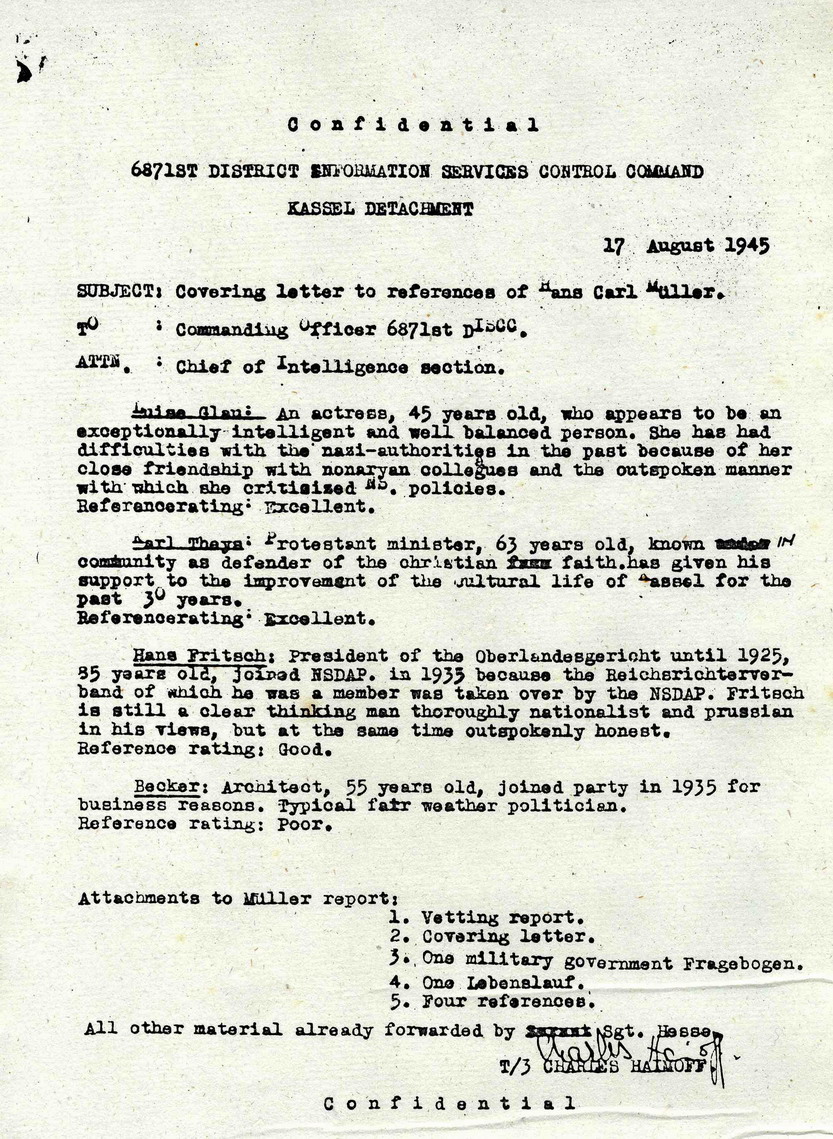 C o n f i d e n t i a l
6871ST DISTRICT INFORMATION SERVICES CONTROL COMMAND
KASSEL DETACHMENT
17 August 1945
SUBJECT: Covering letter to references of Hans Carl Müller.
TO : Commanding Officer 6871st DISCC.
ATTN. : Chief of Intelligence section.
Luise Glau: An actress, 45 years old, who appears to be an
exceptionally intelligent and well balanced person. She has had
difficulties with the nazi-authorities in the past because of her
close friendship with nonaryan collegues and the outspoken manner
with which she critisized NS. policies.
Referencerating: Excellent.
Karl Thaya: Protestant minister, 63 years old, known IN
community as defender of the christian faith.has given his
support to the improvement of the cultural life of Kassel for the
past 30 years.
Referencerating: Excellent.
Hans Fritsch: President of the Oberlandesgericht until 1925,
85 years old, joined NSDAP. in 1933 because the Reichsrichterver-
band of which he was a member was taken over by the NSDAP. Fritsch
is still a clear thinking man thoroughly nationalist and prussian
in his views, but at the same time outspokenly honest.
Reference rating: Good.
Becker: Architect, 55 years old, joined party in 1935 for
business reasons. Typical fair weather politician.
Reference rating: Poor.
Attachments to Müller report:
1. Vetting report.
2. Covering letter.
3. One military government Fragebogen.
4. One Lebenslauf.
5. Four references.
All other material already forwarded by Sgt. Hesse
Charles Haimoff
T/3 CHARLES HAIMOFF
C o n f i d e n t i a l